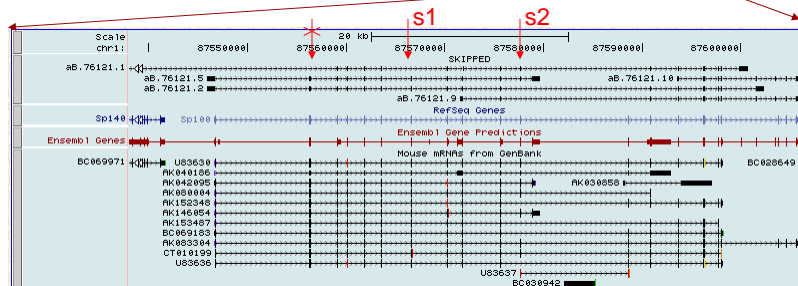 s1 s2
Scale 20 kb
chr1: 87550000 87560000 87570000 87580000 87590000 87600000
SKIPPED
aB.76121.1
aB.76121.5 aB.76121.10
aB.76121.2
aB.76121.9
RefSeq Genes
Sp140 Sp100
Ensembl Gene Predictions
Ensembl Genes
Mouse mRNAs from GenBank
BC069971 U83630 BC028649
AK040186
AK042095 AK030858
AK080004
AK152348
AK146054
AK153487
BC069183
AK083304
CT010199
U83636
U83637
BC030942